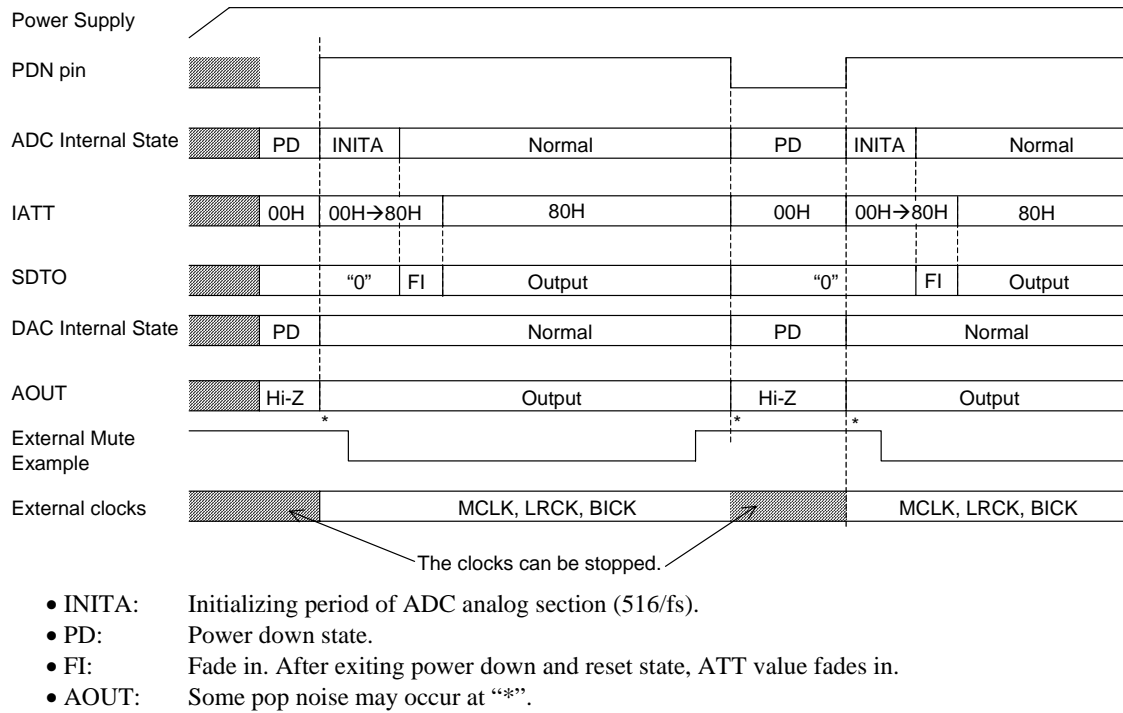 Power Supply
PDN pin
ADC Internal State PD INITA Normal PD INITA Normal
IATT 00H 00H→80H 80H 00H 00H→80H 80H
SDTO “0” FI Output “0” FI Output
DAC Internal State PD Normal PD Normal
AOUT Hi-Z Output Hi-Z Output
* * *
External Mute
Example
External clocks MCLK, LRCK, BICK MCLK, LRCK, BICK
The clocks can be stopped.
• INITA: Initializing period of ADC analog section (516/fs).
• PD: Power down state.
• FI: Fade in. After exiting power down and reset state, ATT value fades in.
• AOUT: Some pop noise may occur at “*”.